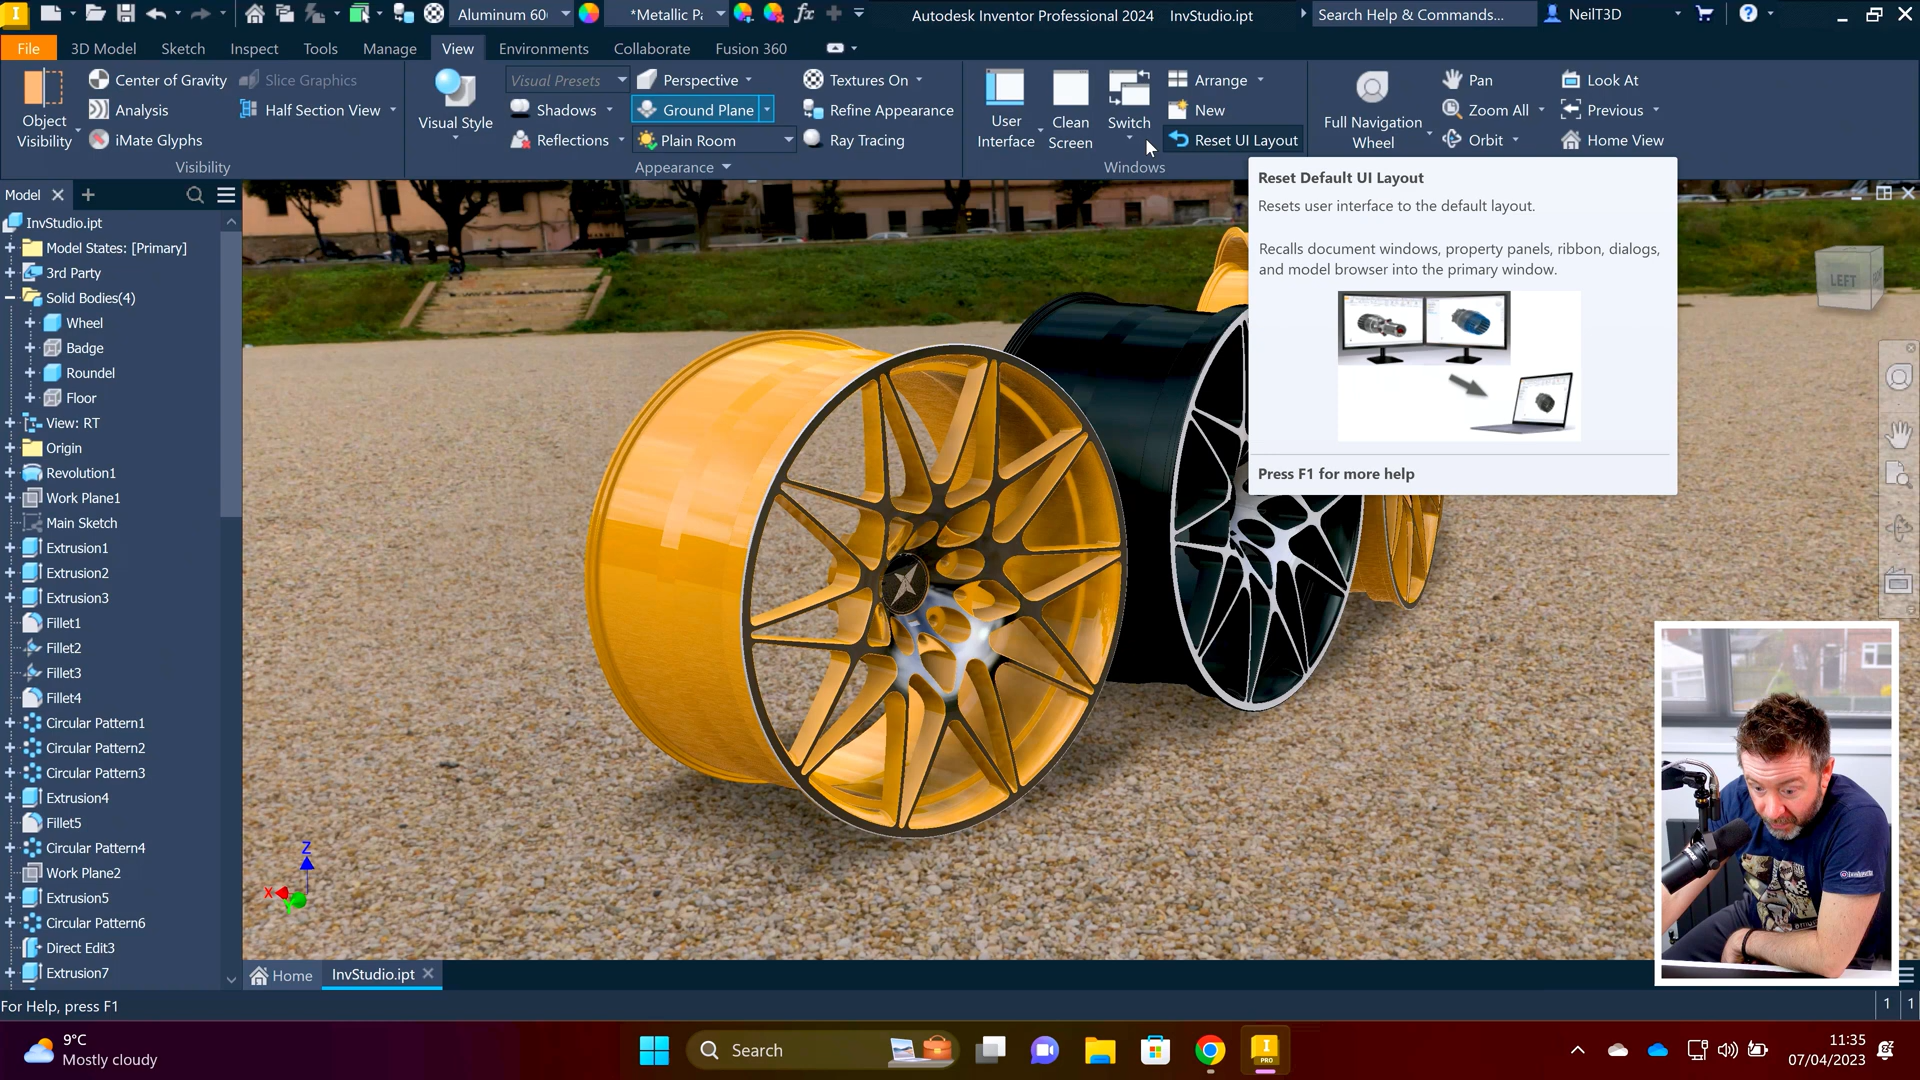 Aluminum 60
*Metallic Pa
fx
Autodesk Inventor Professional 2024 InvStudio.ipt
Search Help & Commands...
NeilT3D
File
3D Model
Sketch
Inspect
Tools
Manage
View
Environments
Collaborate
Fusion 360
Object
Visibility
Center of Gravity
Analysis
iMate Glyphs
Slice Graphics
Half Section View
Visibility
Visual Style
Visual Presets
Shadows
Reflections
Perspective
Ground Plane
Plain Room
Textures On
Refine Appearance
Ray Tracing
Appearance
User
Interface
Clean
Screen
Switch
Arrange
New
Reset UI Layout
Windows
Full Navigation
Wheel
Pan
Zoom All
Orbit
Look At
Previous
Home View
Reset Default UI Layout
Resets user interface to the default layout.
Recalls document windows, property panels, ribbon, dialogs,
and model browser into the primary window.
Press F1 for more help
LEFT
Model
InvStudio.ipt
Model States: [Primary]
3rd Party
Solid Bodies(4)
Wheel
Badge
Roundel
Floor
View: RT
Origin
Revolution1
Work Plane1
Main Sketch
Extrusion1
Extrusion2
Extrusion3
Fillet1
Fillet2
Fillet3
Fillet4
Circular Pattern1
Circular Pattern2
Circular Pattern3
Extrusion4
Fillet5
Circular Pattern4
Work Plane2
Extrusion5
Circular Pattern6
Direct Edit3
Extrusion7
Z
X
Y
Home
InvStudio.ipt
For Help, press F1
1 1
9°C
Mostly cloudy
Search
I
PRO
11:35
07/04/2023